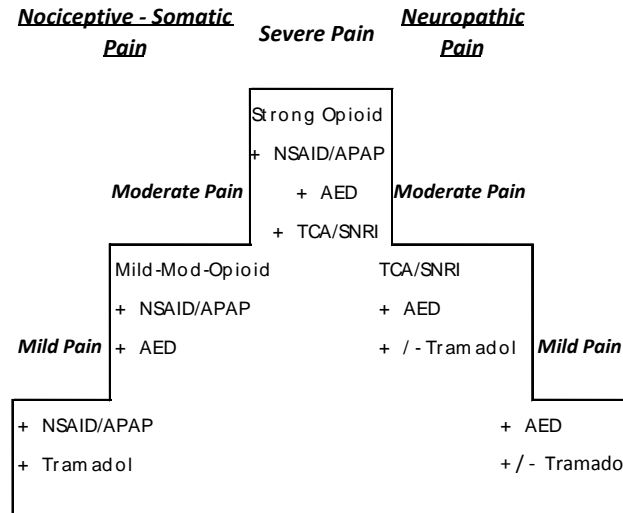 Nociceptive - Somatic Pain
Severe Pain
Neuropathic Pain
Strong Opioid
+ NSAID/APAP
+ AED
+ TCA/SNRI
Moderate Pain
Moderate Pain
Mild-Mod-Opioid
+ NSAID/APAP
+ AED
TCA/SNRI
+ AED
+ / - Tramadol
Mild Pain
Mild Pain
+ NSAID/APAP
+ Tramadol
+ AED
+ / - Tramado